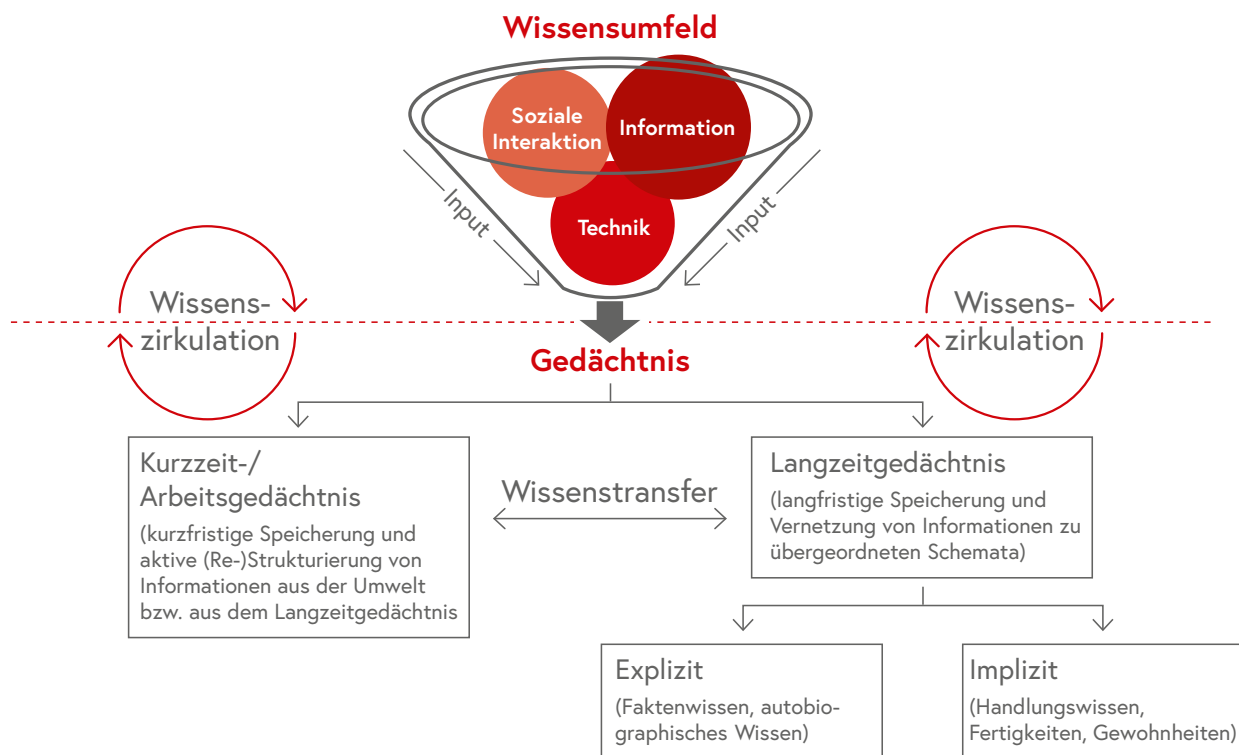 Wissensumfeld
Soziale
Interaktion
Information
Technik
Input
Input
Wissens-
zirkulation
Wissens-
zirkulation
Gedächtnis
Kurzzeit-/
Arbeitsgedächtnis
(kurzfristige Speicherung und
aktive (Re-)Strukturierung von
Informationen aus der Umwelt
bzw. aus dem Langzeitgedächtnis
Wissenstransfer
Langzeitgedächtnis
(langfristige Speicherung und
Vernetzung von Informationen zu
übergeordneten Schemata)
Explizit
(Faktenwissen, autobio-
graphisches Wissen)
Implizit
(Handlungswissen,
Fertigkeiten, Gewohnheiten)